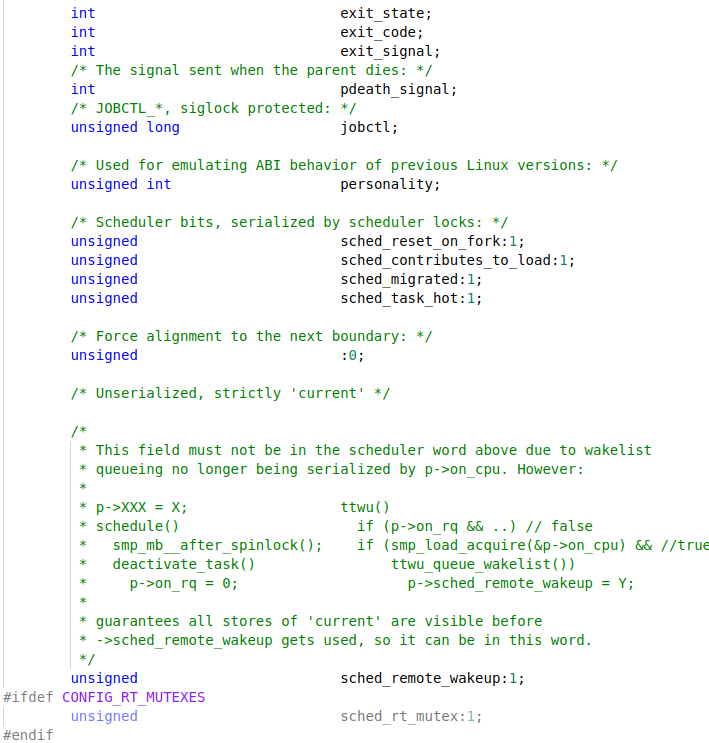 int                             exit_state;
int                             exit_code;
int                             exit_signal;
/* The signal sent when the parent dies: */
int                             pdeath_signal;
/* JOBCTL_*, siglock protected: */
unsigned long                   jobctl;
/* Used for emulating ABI behavior of previous Linux versions: */
unsigned int                    personality;
/* Scheduler bits, serialized by scheduler locks: */
unsigned                        sched_reset_on_fork:1;
unsigned                        sched_contributes_to_load:1;
unsigned                        sched_migrated:1;
unsigned                        sched_task_hot:1;
/* Force alignment to the next boundary: */
unsigned                        :0;
/* Unserialized, strictly 'current' */
/*
 * This field must not be in the scheduler word above due to wakelist
 * queueing no longer being serialized by p->on_cpu. However:
 *
 * p->XXX = X;                  ttwu()
 * schedule()                     if (p->on_rq && ..) // false
 *   smp_mb__after_spinlock();    if (smp_load_acquire(&p->on_cpu) && //true
 *   deactivate_task()                ttwu_queue_wakelist())
 *     p->on_rq = 0;                    p->sched_remote_wakeup = Y;
 *
 * guarantees all stores of 'current' are visible before
 * ->sched_remote_wakeup gets used, so it can be in this word.
 */
unsigned                        sched_remote_wakeup:1;
#ifdef CONFIG_RT_MUTEXES
unsigned                        sched_rt_mutex:1;
#endif